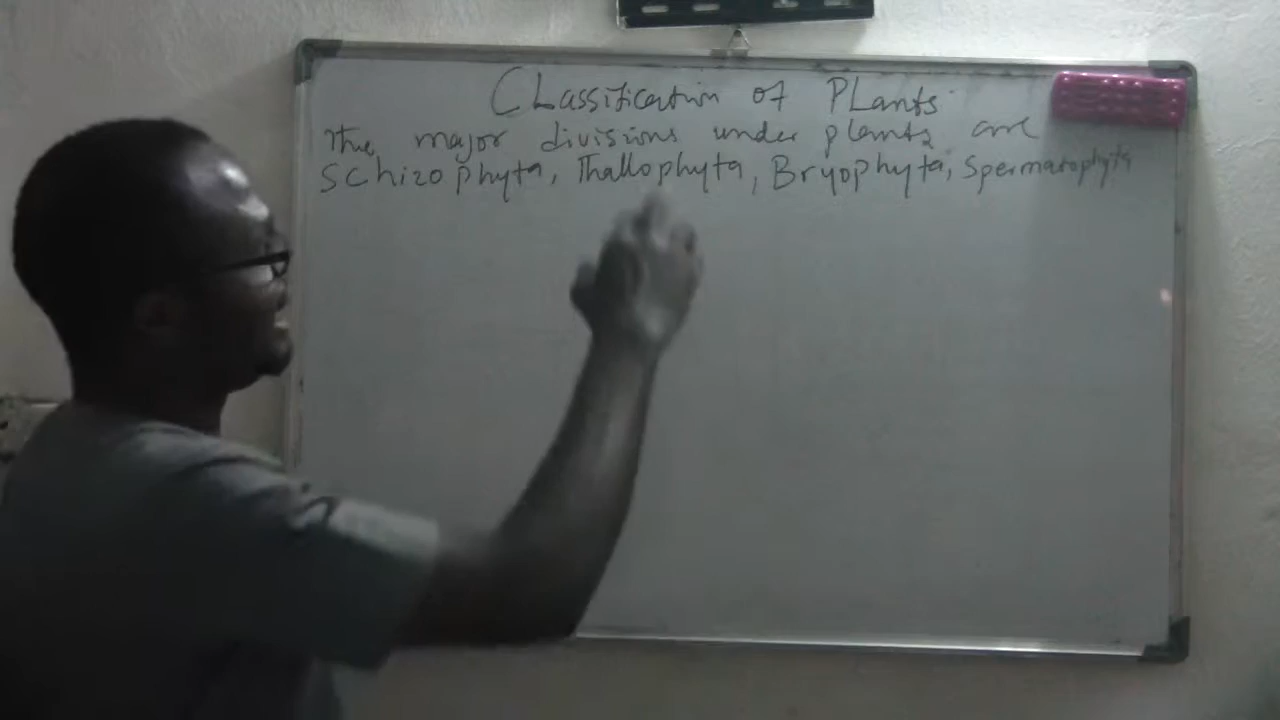 Classification of Plants
The major divisions under plants are
Schizophyta, Thallophyta, Bryophyta, Spermatophyta